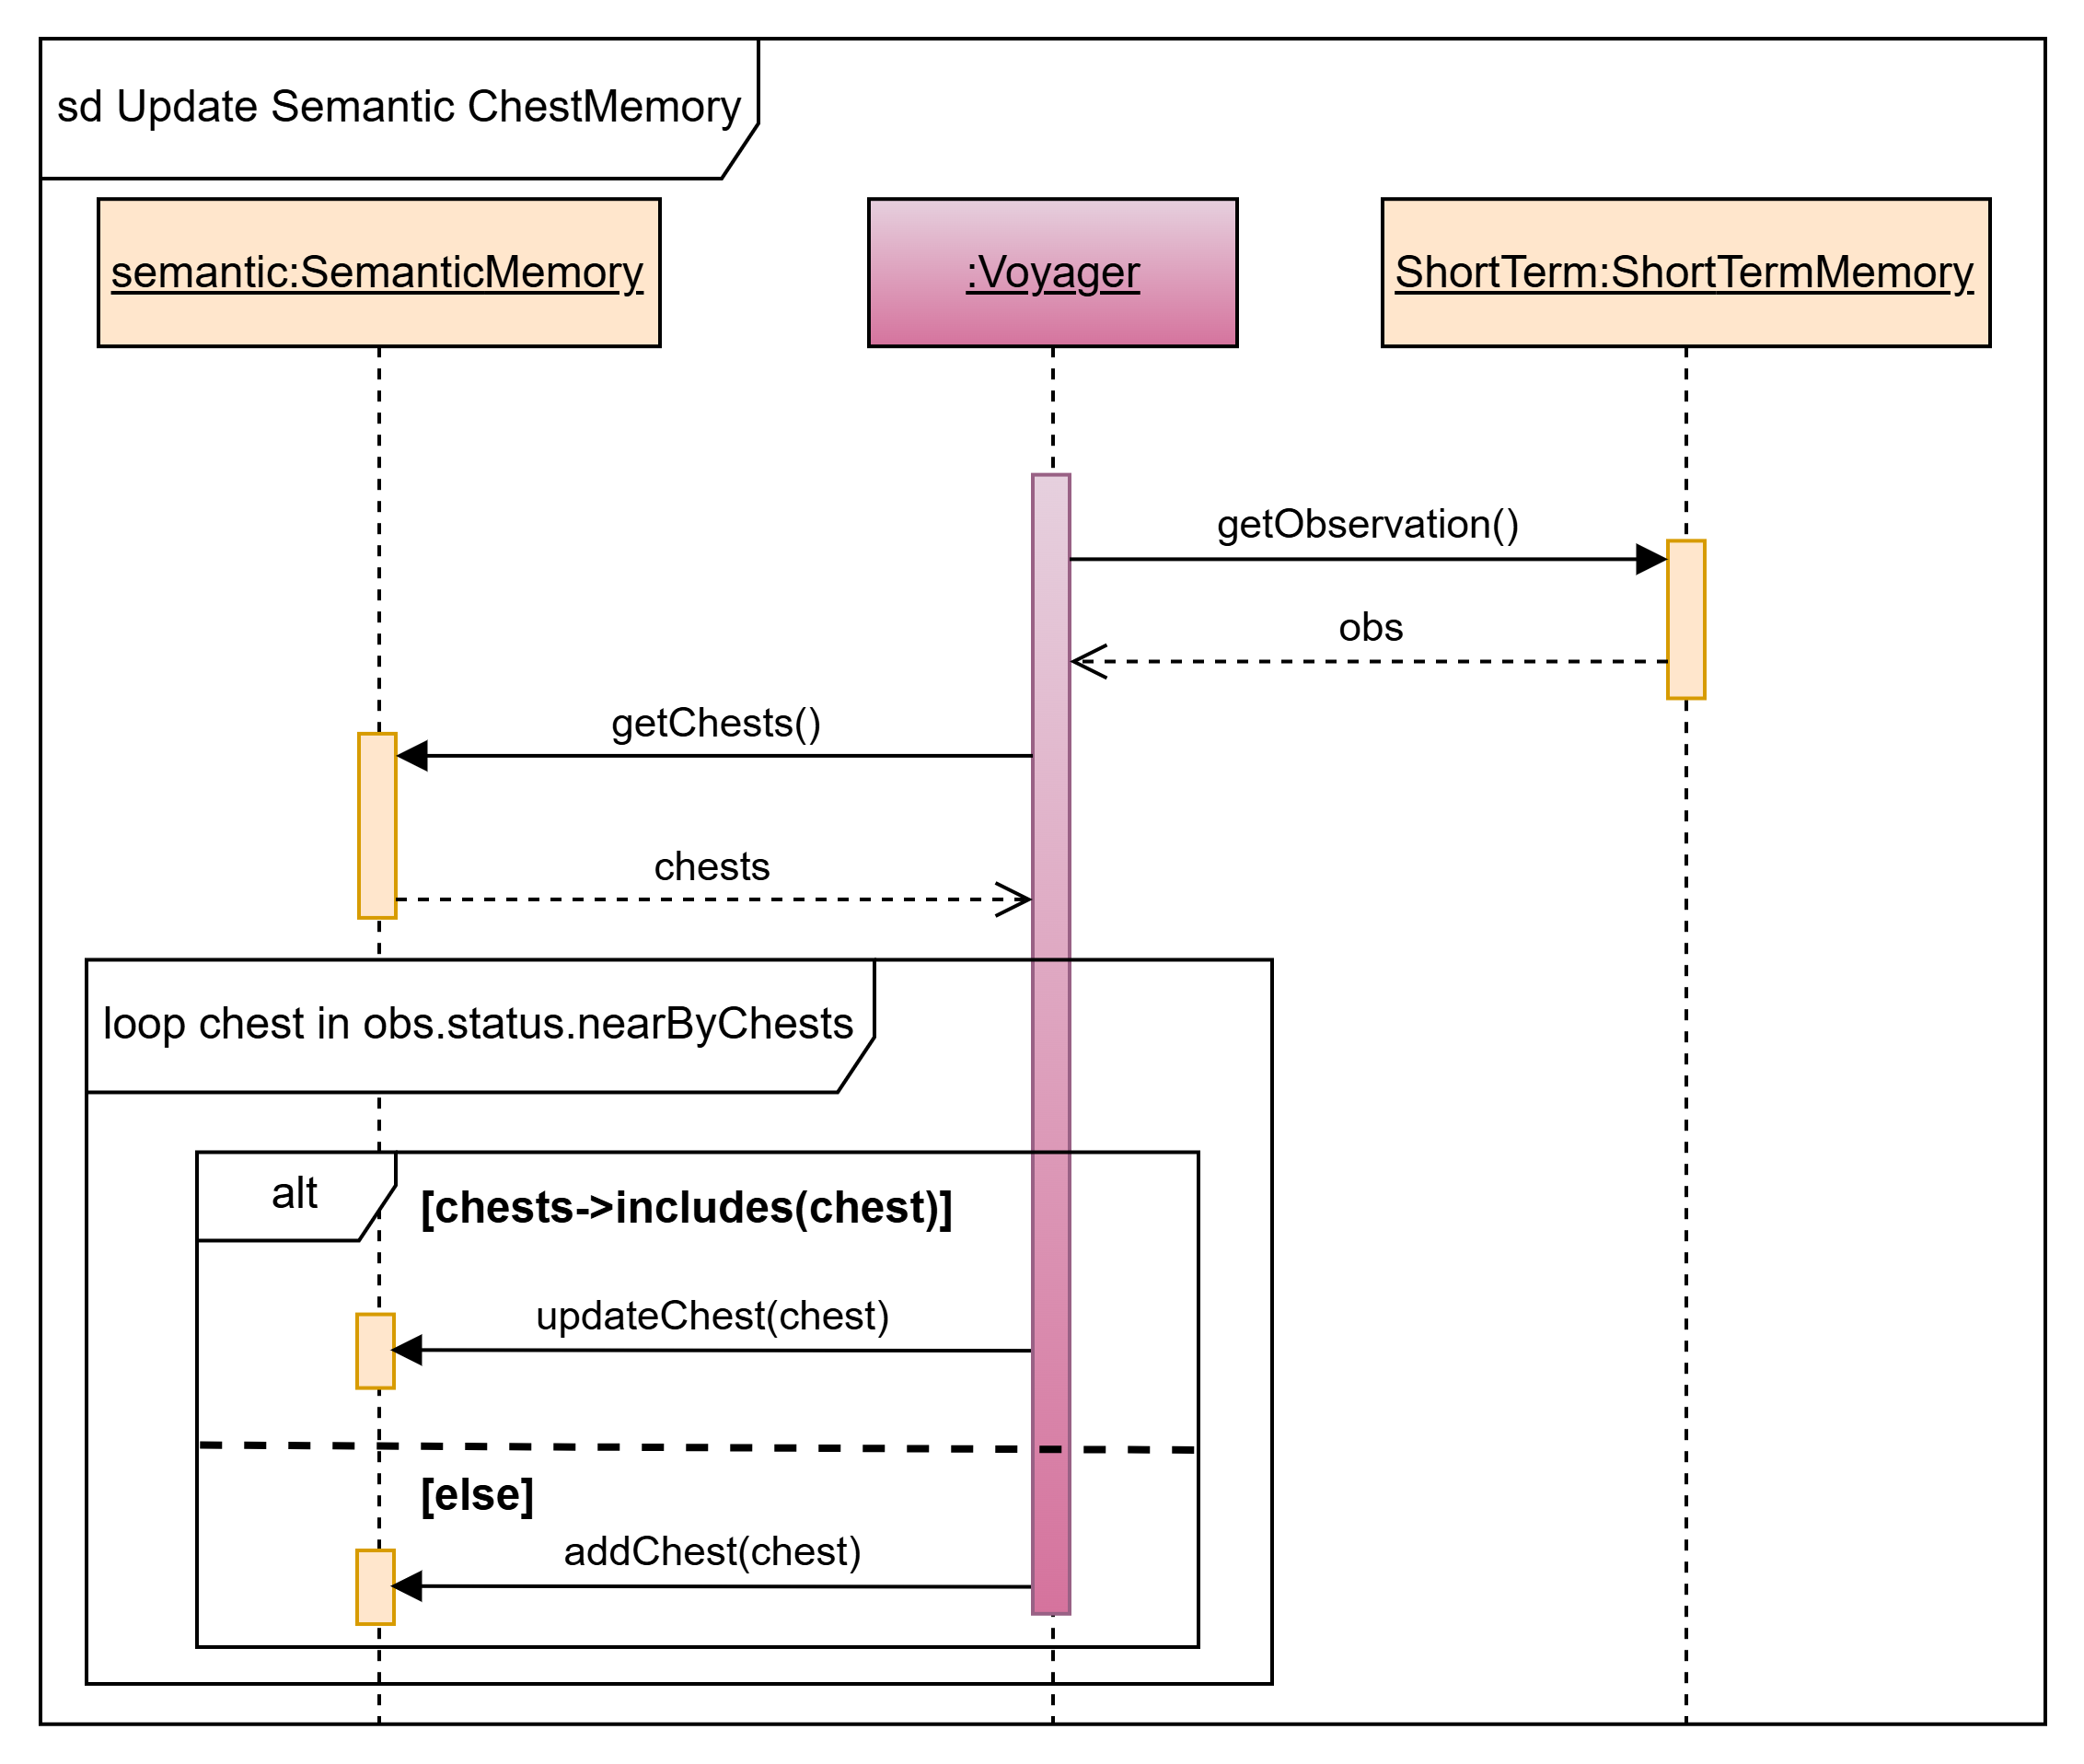 sd Update Semantic ChestMemory
semantic:SemanticMemory
:Voyager
ShortTerm:ShortTermMemory
getObservation()
obs
getChests()
chests
loop chest in obs.status.nearByChests
alt
[chests->includes(chest)]
updateChest(chest)
[else]
addChest(chest)